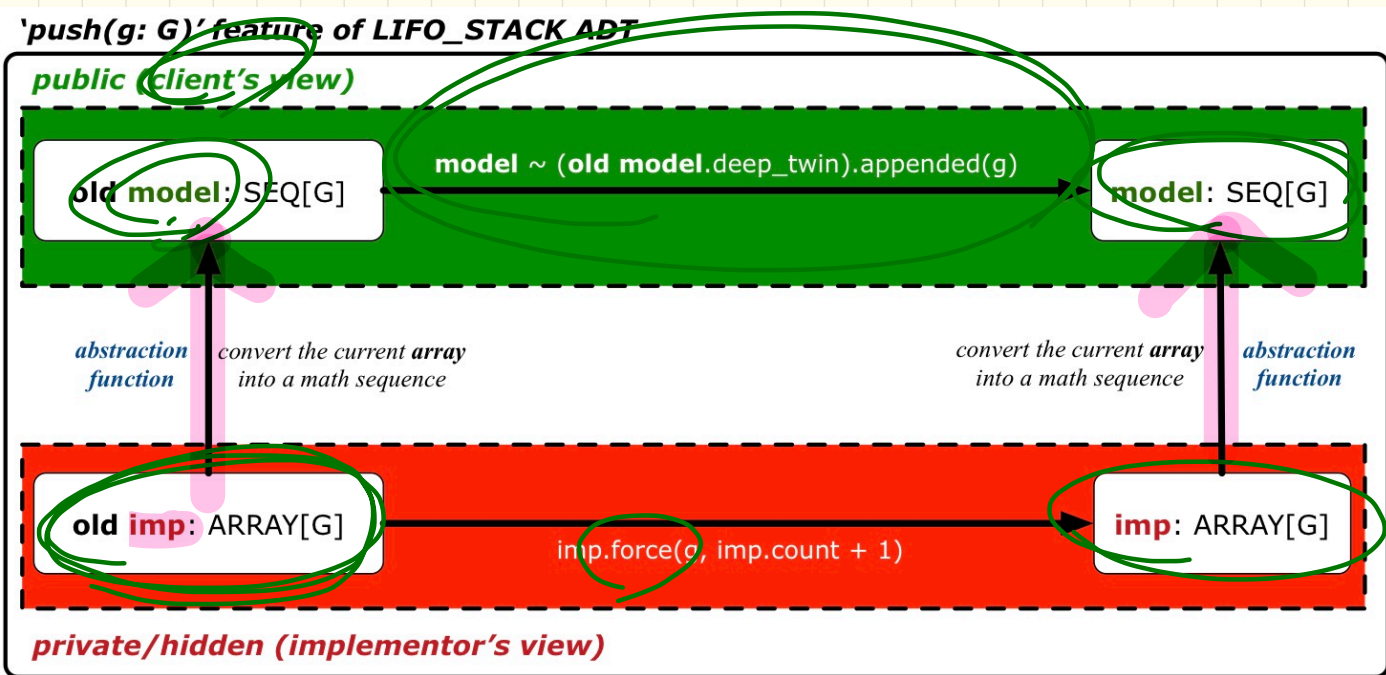 ‘push(g: G)’ feature of LIFO_STACK ADT
public (client’s view)
model ~ (old model.deep_twin).appended(g)
old model: SEQ[G]
model: SEQ[G]
abstraction
function
convert the current array
into a math sequence
convert the current array
into a math sequence
abstraction
function
old imp: ARRAY[G]
imp: ARRAY[G]
imp.force(g, imp.count + 1)
private/hidden (implementor’s view)